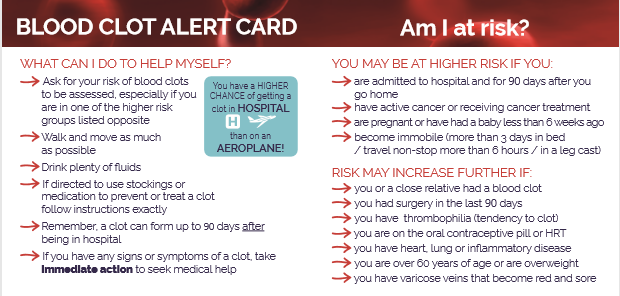 BLOOD CLOT ALERT CARD
WHAT CAN I DO TO HELP MYSELF?
Ask for your risk of blood clots
to be assessed, especially if you
are in one of the higher risk
groups listed opposite
Walk and move as much
as possible
Drink plenty of fluids
If directed to use stockings or
medication to prevent or treat a clot
follow instructions exactly
Remember, a clot can form up to 90 days after
being in hospital
If you have any signs or symptoms of a clot, take
immediate action to seek medical help
You have a HIGHER
CHANCE of getting a
clot in HOSPITAL
H
than on an
AEROPLANE!
Am I at risk?
YOU MAY BE AT HIGHER RISK IF YOU:
are admitted to hospital and for 90 days after you
go home
have active cancer or receiving cancer treatment
are pregnant or have had a baby less than 6 weeks ago
become immobile (more than 3 days in bed
/ travel non-stop more than 6 hours / in a leg cast)
RISK MAY INCREASE FURTHER IF:
you or a close relative had a blood clot
you had surgery in the last 90 days
you have thrombophilia (tendency to clot)
you are on the oral contraceptive pill or HRT
you have heart, lung or inflammatory disease
you are over 60 years of age or are overweight
you have varicose veins that become red and sore